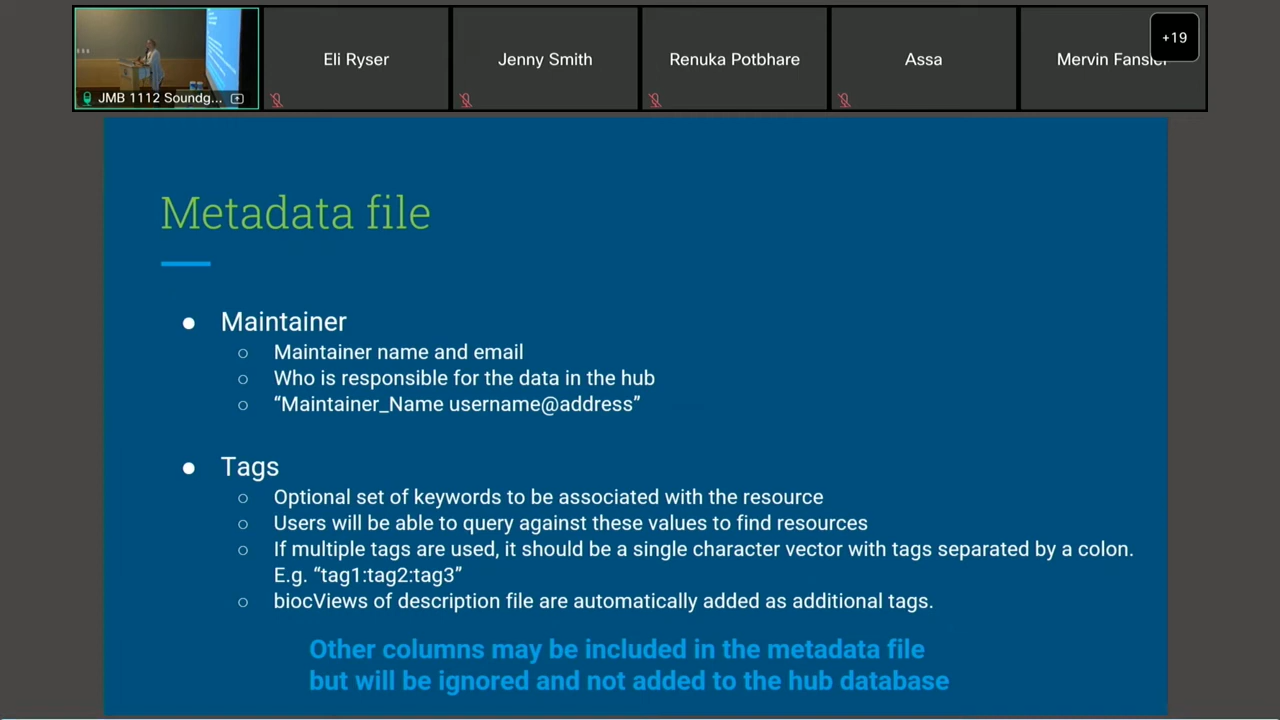 +19
Eli Ryser
Jenny Smith
Renuka Potbhare
Assa
Mervin Fansler
JMB 1112 Soundg...
Metadata file
● Maintainer
○ Maintainer name and email
○ Who is responsible for the data in the hub
○ “Maintainer_Name username@address”
● Tags
○ Optional set of keywords to be associated with the resource
○ Users will be able to query against these values to find resources
○ If multiple tags are used, it should be a single character vector with tags separated by a colon.
E.g. “tag1:tag2:tag3”
○ biocViews of description file are automatically added as additional tags.
Other columns may be included in the metadata file
but will be ignored and not added to the hub database